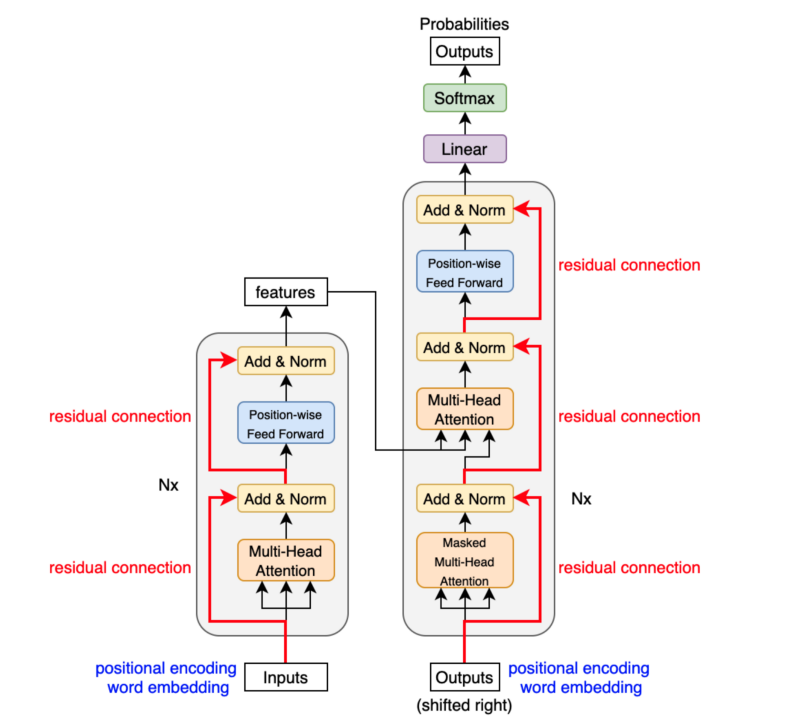 Probabilities
Outputs
Softmax
Linear
Add & Norm
Position-wise
Feed Forward
residual connection
Add & Norm
Multi-Head
Attention
residual connection
Add & Norm
Nx
Masked
Multi-Head
Attention
residual connection
Outputs
(shifted right)
positional encoding
word embedding
features
Add & Norm
residual connection
Position-wise
Feed Forward
Nx
Add & Norm
residual connection
Multi-Head
Attention
positional encoding
word embedding
Inputs